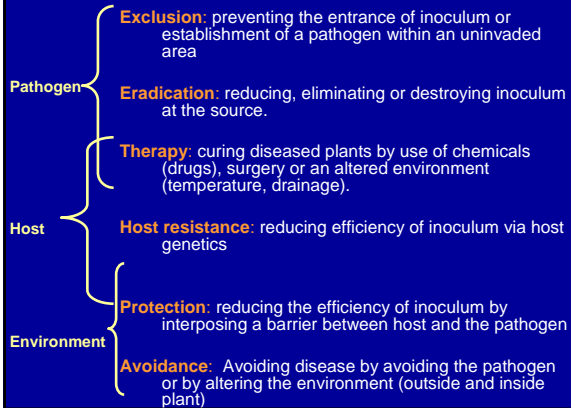 Exclusion: preventing the entrance of inoculum or
establishment of a pathogen within an uninvaded
area
Pathogen
Eradication: reducing, eliminating or destroying inoculum
at the source.
Therapy: curing diseased plants by use of chemicals
(drugs), surgery or an altered environment
(temperature, drainage).
Host
Host resistance: reducing efficiency of inoculum via host
genetics
Protection: reducing the efficiency of inoculum by
interposing a barrier between host and the pathogen
Environment
Avoidance: Avoiding disease by avoiding the pathogen
or by altering the environment (outside and inside
plant)